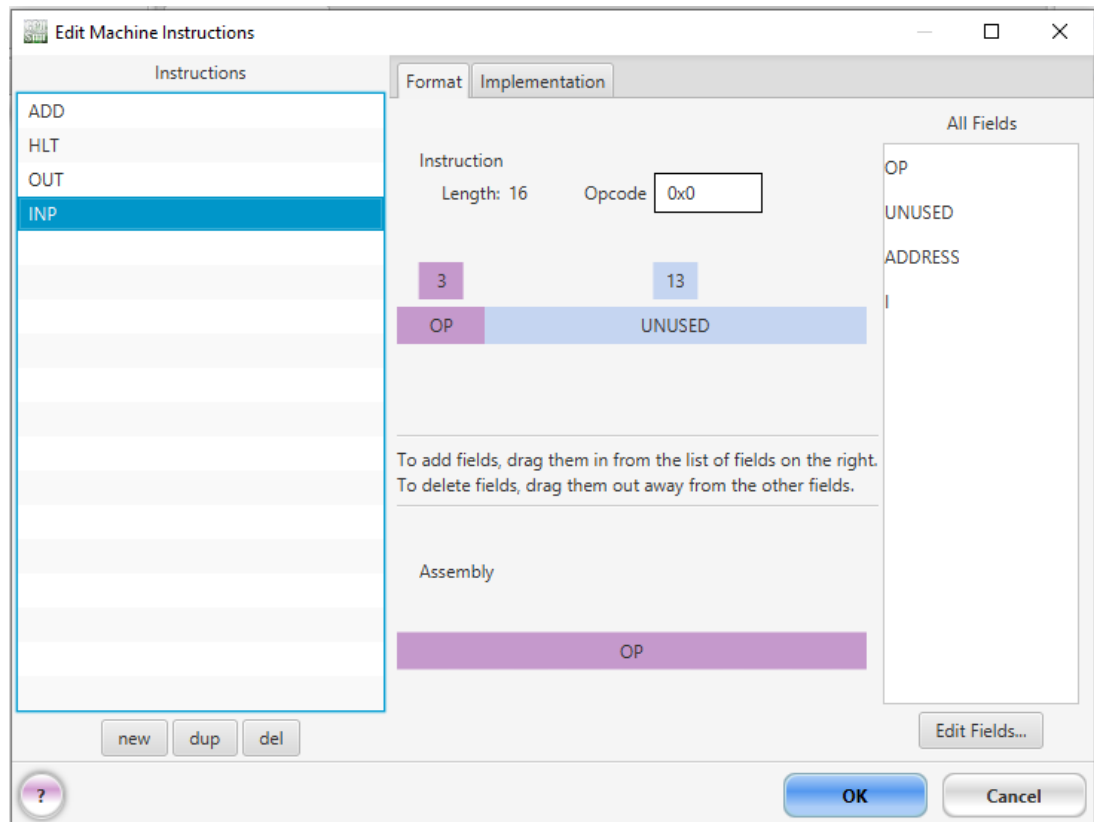 Edit Machine Instructions
Instructions
ADD
HLT
OUT
INP
new dup del
Format Implementation
Instruction
Length: 16 Opcode 0x0
3 13
OP UNUSED
To add fields, drag them in from the list of fields on the right.
To delete fields, drag them out away from the other fields.
Assembly
OP
All Fields
OP
UNUSED
ADDRESS
I
Edit Fields...
? OK Cancel